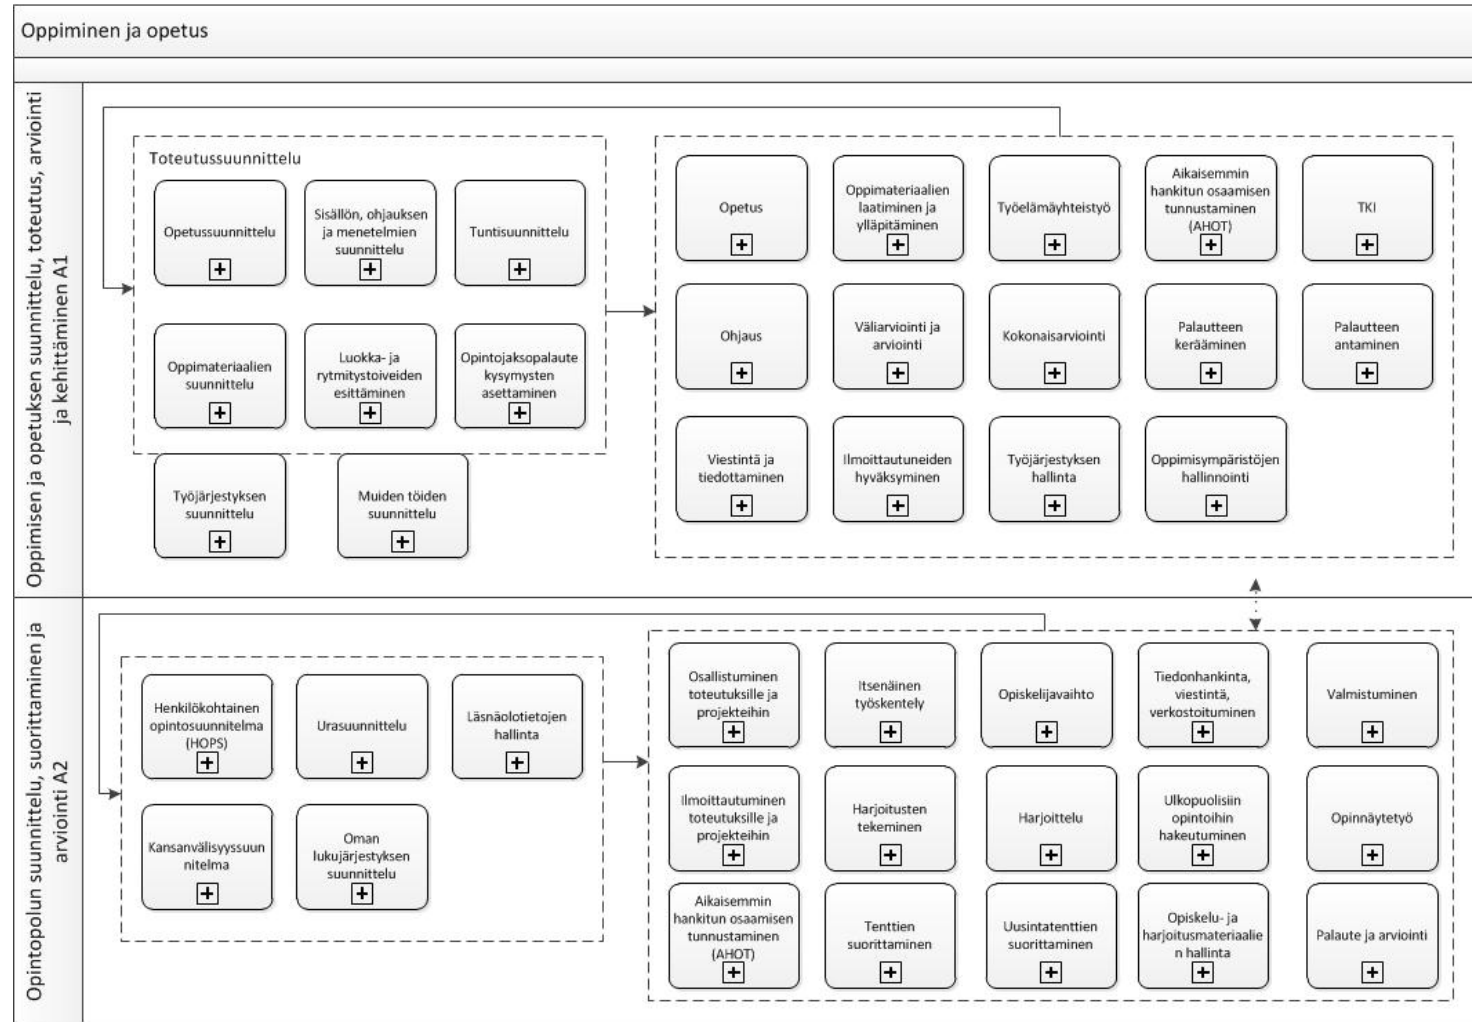 Oppiminen ja opetus
Oppimisen ja opetuksen suunnittelu, toteutus, arviointi
ja kehittäminen A1
Toteutussuunnittelu
Opetussuunnittelu
Sisällön, ohjauksen
ja menetelmien
suunnittelu
Tuntisuunnittelu
Oppimateriaalien
suunnittelu
Luokka- ja
rytmitystoiveiden
esittäminen
Opintojaksopalaute
kysymysten
asettaminen
Työjärjestyksen
suunnittelu
Muiden töiden
suunnittelu
Opetus
Oppimateriaalien
laatiminen ja
ylläpitäminen
Työelämäyhteistyö
Aikaisemmin
hankitun osaamisen
tunnustaminen
(AHOT)
TKI
Ohjaus
Väliarviointi ja
arviointi
Kokonaisarviointi
Palautteen
kerääminen
Palautteen
antaminen
Viestintä ja
tiedottaminen
Ilmoittautuneiden
hyväksyminen
Työjärjestyksen
hallinta
Oppimisympäristöjen
hallinnointi
Opintopolun suunnittelu, suorittaminen ja
arviointi A2
Henkilökohtainen
opintosuunnitelma
(HOPS)
Urasuunnittelu
Läsnäolotietojen
hallinta
Kansanvälisyyssuun
nitelma
Oman
lukujärjestyksen
suunnittelu
Osallistuminen
toteutuksille ja
projekteihin
Itsenäinen
työskentely
Opiskelijavaihto
Tiedonhankinta,
viestintä,
verkostoituminen
Valmistuminen
Ilmoittautuminen
toteutuksille ja
projekteihin
Harjoitusten
tekeminen
Harjoittelu
Ulkopuolisiin
opintoihin
hakeutuminen
Opinnäytetyö
Aikaisemmin
hankitun osaamisen
tunnustaminen
(AHOT)
Tenttien
suorittaminen
Uusintatenttien
suorittaminen
Opiskelu- ja
harjoitusmateriaalie
n hallinta
Palaute ja arviointi